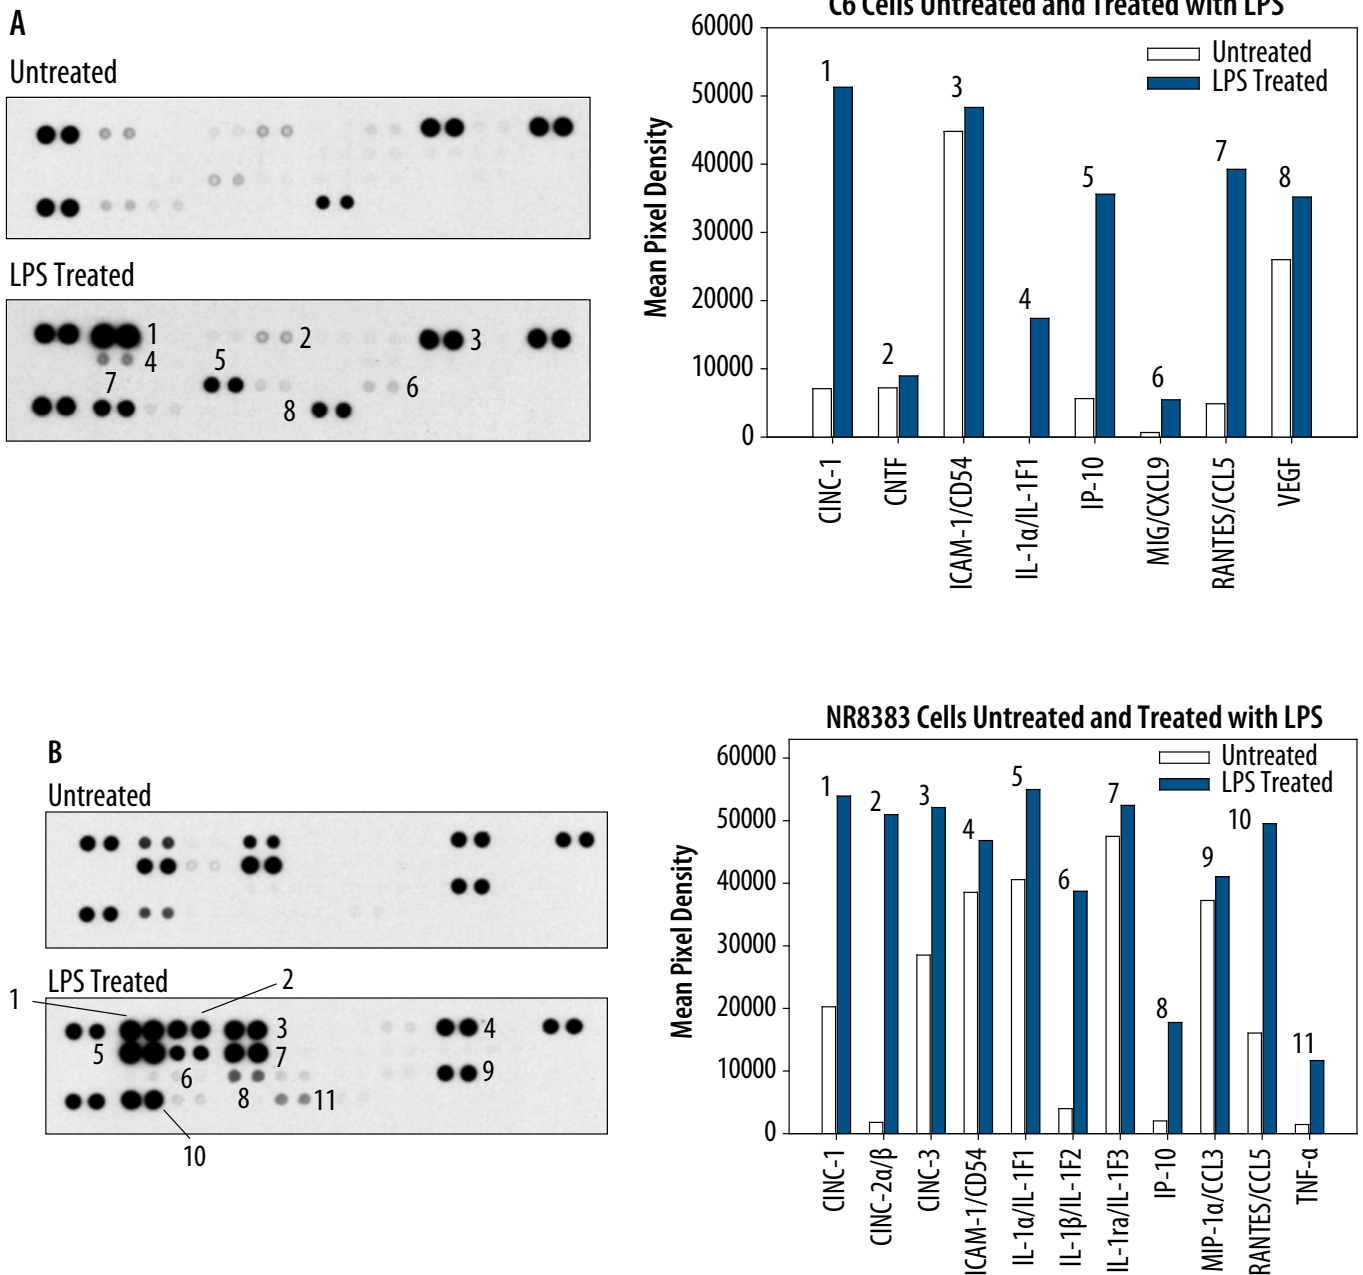 A
Untreated
LPS Treated
1
2
3
4
5
6
7
8
C6 Cells Untreated and Treated with LPS
Untreated
LPS Treated
Mean Pixel Density
60000
50000
40000
30000
20000
10000
0
1
2
3
4
5
6
7
8
CINC-1
CNTF
ICAM-1/CD54
IL-1α/IL-1F1
IP-10
MIG/CXCL9
RANTES/CCL5
VEGF
B
Untreated
LPS Treated
1
2
3
4
5
6
7
8
9
10
11
NR8383 Cells Untreated and Treated with LPS
Untreated
LPS Treated
Mean Pixel Density
60000
50000
40000
30000
20000
10000
0
1
2
3
4
5
6
7
8
9
10
11
CINC-1
CINC-2α/β
CINC-3
ICAM-1/CD54
IL-1α/IL-1F1
IL-1β/IL-1F2
IL-1ra/IL-1F3
IP-10
MIP-1α/CCL3
RANTES/CCL5
TNF-α